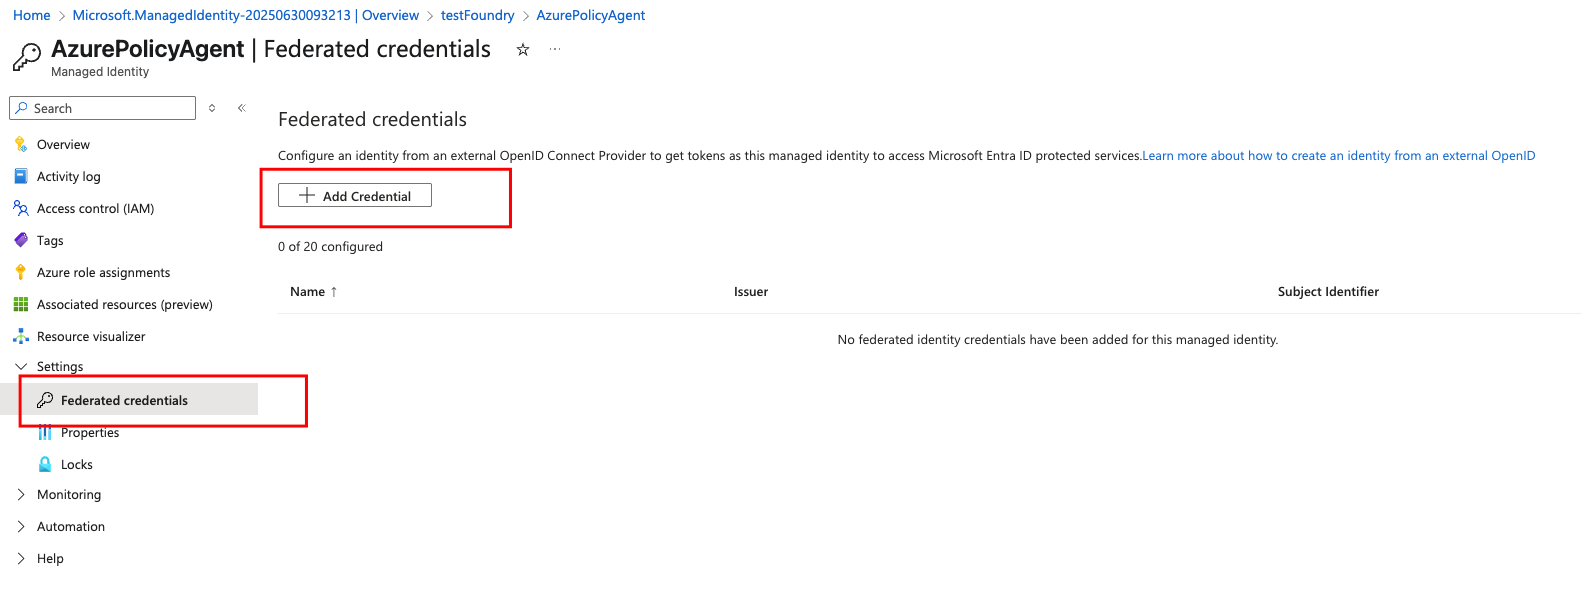 Home > Microsoft.ManagedIdentity-20250630093213 | Overview > testFoundry > AzurePolicyAgent
AzurePolicyAgent | Federated credentials
Managed Identity
Search
Overview
Activity log
Access control (IAM)
Tags
Azure role assignments
Associated resources (preview)
Resource visualizer
Settings
Federated credentials
Properties
Locks
Monitoring
Automation
Help
Federated credentials
Configure an identity from an external OpenID Connect Provider to get tokens as this managed identity to access Microsoft Entra ID protected services.Learn more about how to create an identity from an external OpenID
Add Credential
0 of 20 configured
Name ↑ Issuer Subject Identifier
No federated identity credentials have been added for this managed identity.